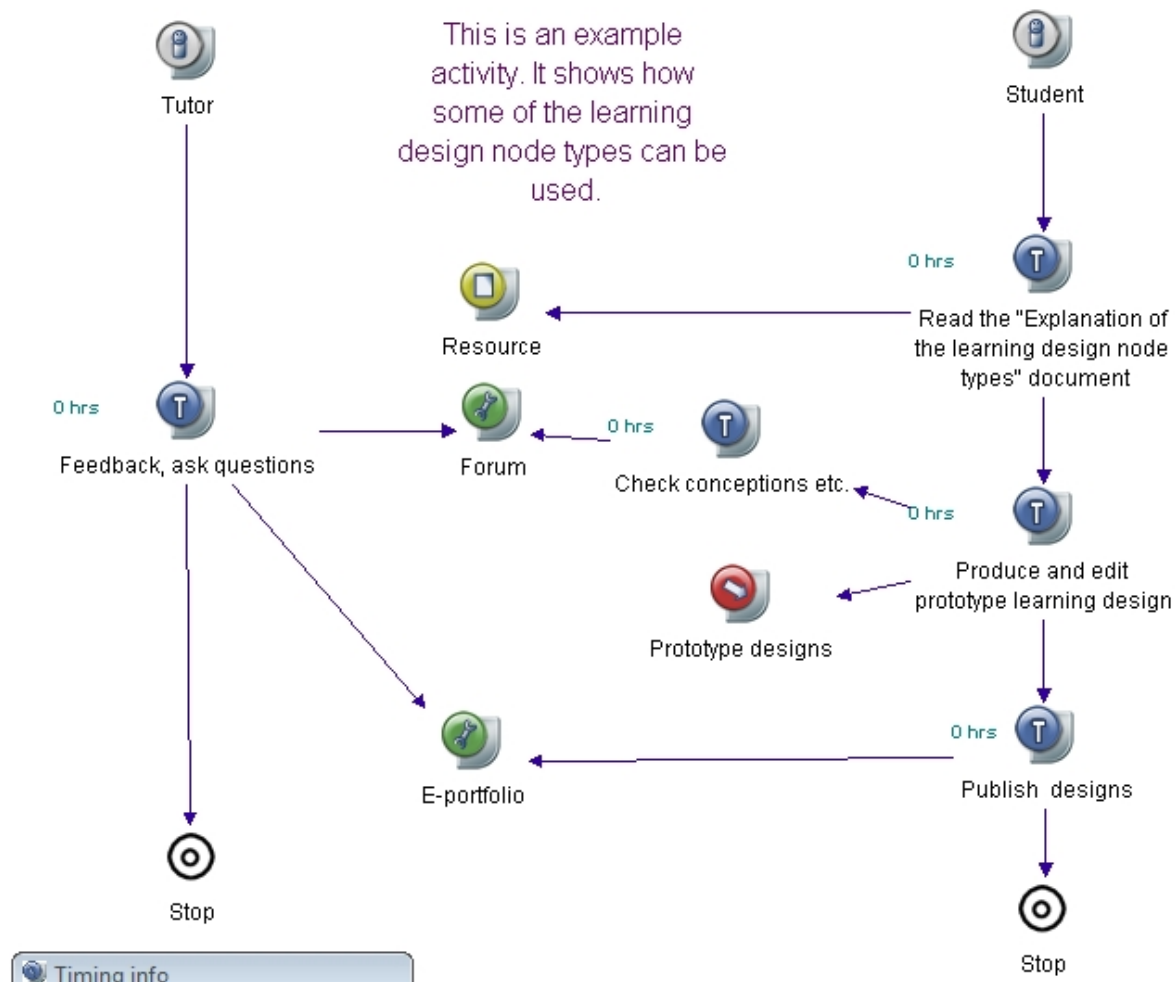 This is an example
activity. It shows how
some of the learning
design node types can be
used.
Tutor
Student
0 hrs
Read the "Explanation of
the learning design node
types" document
Resource
0 hrs
Feedback, ask questions
Forum
0 hrs
Check conceptions etc.
0 hrs
Produce and edit
prototype learning design
Prototype designs
0 hrs
Publish designs
E-portfolio
Stop
Stop
Timing info